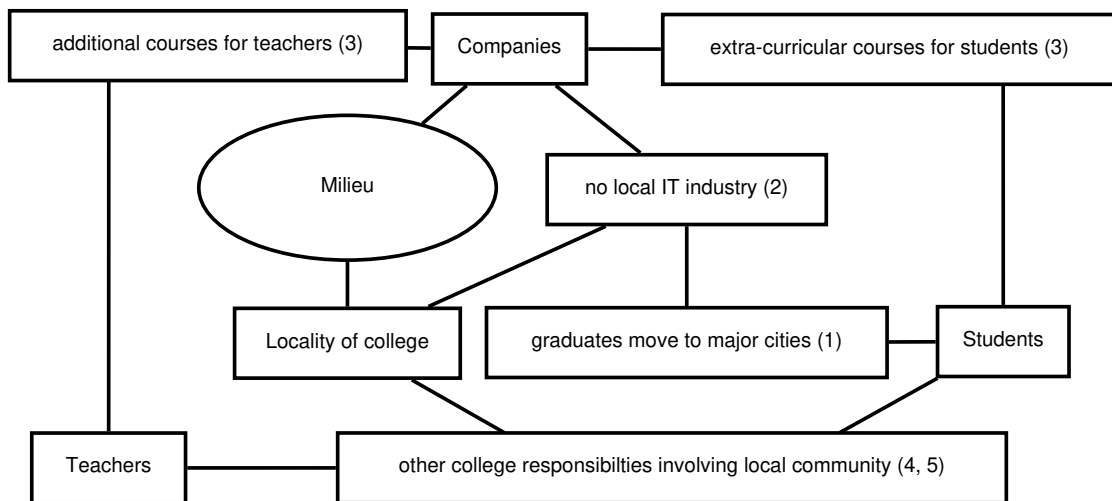 additional courses for teachers (3)
Companies
extra-curricular courses for students (3)
Milieu
no local IT industry (2)
Locality of college
graduates move to major cities (1)
Students
Teachers
other college responsibilties involving local community (4, 5)